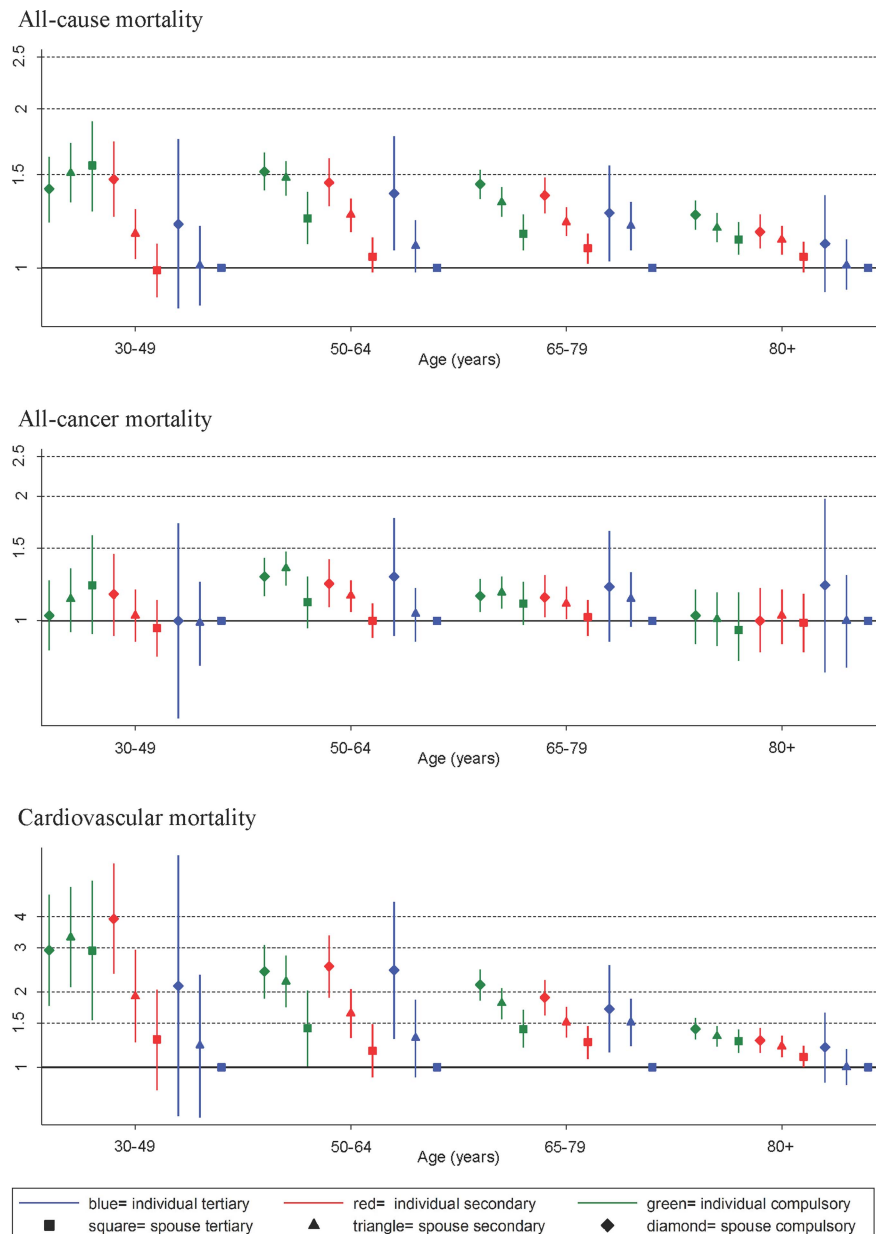 All-cause mortality
2.5
2
1.5
1
30-49 50-64 65-79 80+
Age (years)
All-cancer mortality
2.5
2
1.5
1
30-49 50-64 65-79 80+
Age (years)
Cardiovascular mortality
4
3
2
1.5
1
30-49 50-64 65-79 80+
Age (years)
blue= individual tertiary red= individual secondary green= individual compulsory
square= spouse tertiary triangle= spouse secondary diamond= spouse compulsory